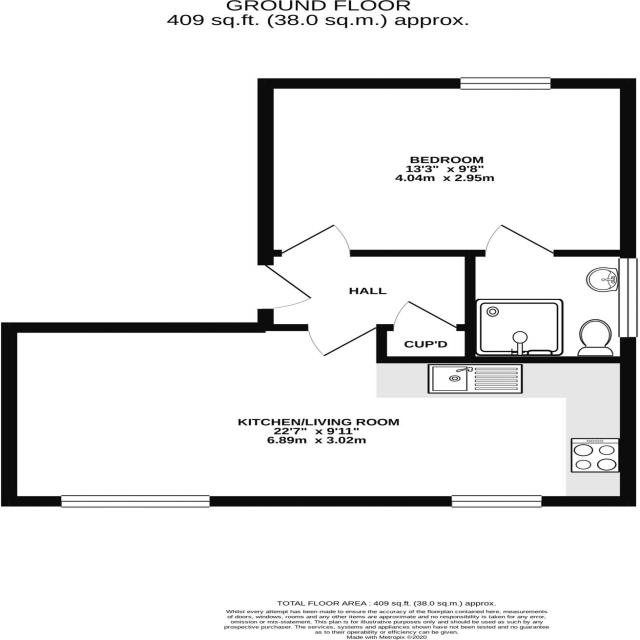 GROUND FLOOR
409 sq.ft. (38.0 sq.m.) approx.
BEDROOM
13'3" x 9'8"
4.04m x 2.95m
HALL
CUP'D
KITCHEN/LIVING ROOM
22'7" x 9'11"
6.89m x 3.02m
TOTAL FLOOR AREA : 409 sq.ft. (38.0 sq.m.) approx.
Whilst every attempt has been made to ensure the accuracy of the floorplan contained here, measurements
of doors, windows, rooms and any other items are approximate and no responsibility is taken for any error,
omission or mis-statement. This plan is for illustrative purposes only and should be used as such by any
prospective purchaser. The services, systems and appliances shown have not been tested and no guarantee
as to their operability or efficiency can be given.
Made with Metropix ©2020